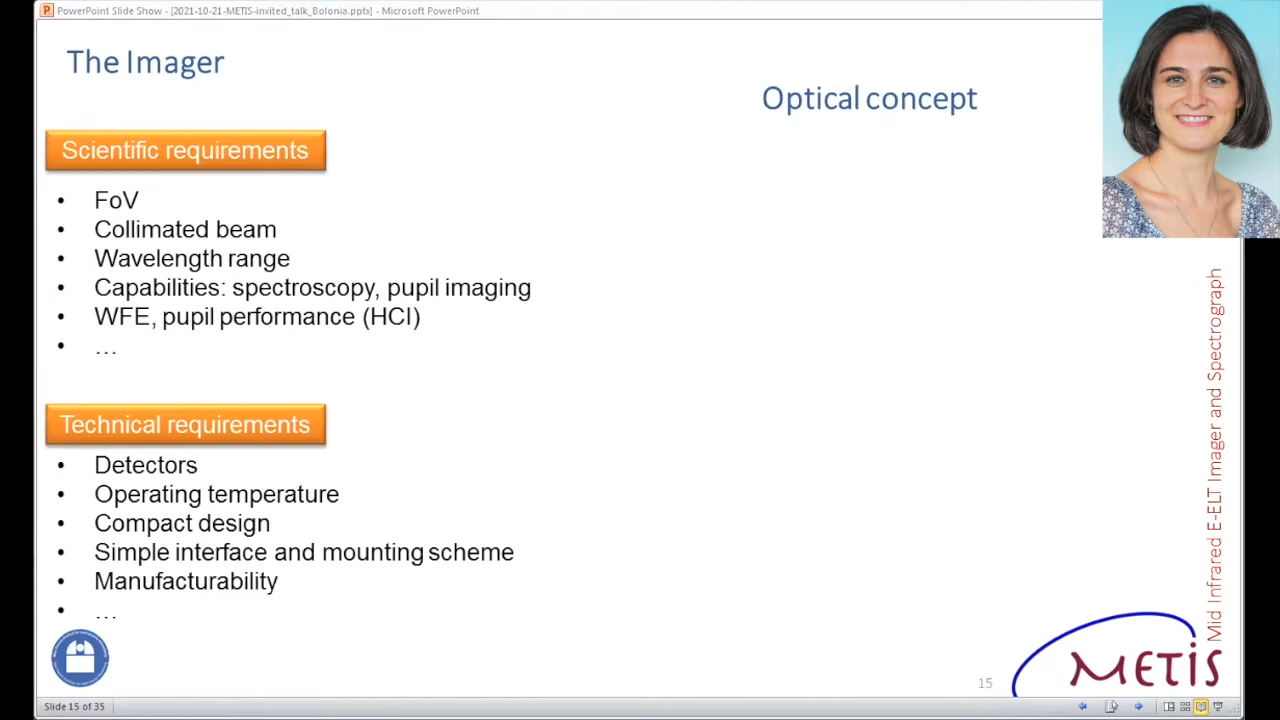 PowerPoint Slide Show - [2021-10-21-METIS-invited_talk_Bolonia.pptx] - Microsoft PowerPoint
The Imager
Optical concept
Scientific requirements
• FoV
• Collimated beam
• Wavelength range
• Capabilities: spectroscopy, pupil imaging
• WFE, pupil performance (HCI)
• …
Technical requirements
• Detectors
• Operating temperature
• Compact design
• Simple interface and mounting scheme
• Manufacturability
• …
Mid Infrared E-ELT Imager and Spectrograph
METIS
15
Slide 15 of 35